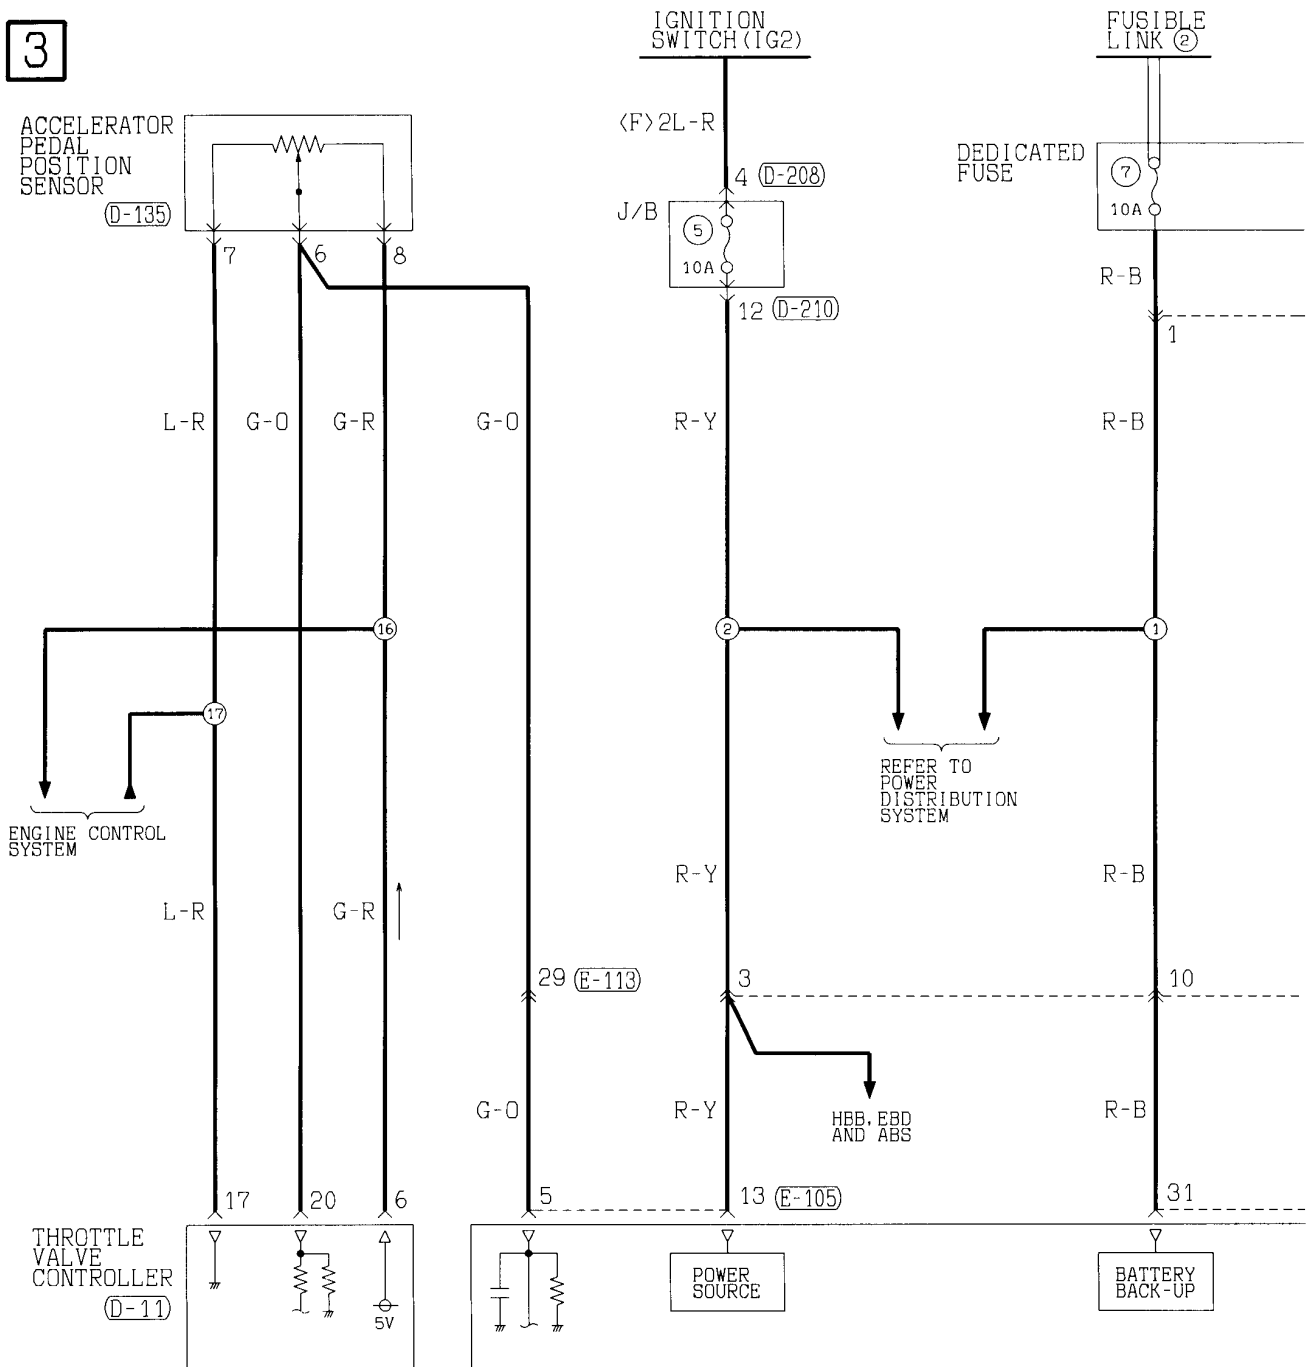 3
IGNITION
SWITCH(IG2)
FUSIBLE
LINK ②
ACCELERATOR
PEDAL
POSITION
SENSOR
D-135
<F>2L-R
DEDICATED
FUSE
4 D-208
J/B
5
10A
7
10A
7 6 8
12 D-210
R-B
1
L-R G-O G-R G-O R-Y R-B
16 2 1
17
REFER TO
POWER
DISTRIBUTION
SYSTEM
ENGINE CONTROL
SYSTEM
R-Y R-B
L-R G-R
29 E-113 3 10
G-O R-Y R-B
HBB, EBD
AND ABS
17 20 6 5 13 E-105 31
THROTTLE
VALVE
CONTROLLER
D-11
5V
POWER
SOURCE
BATTERY
BACK-UP